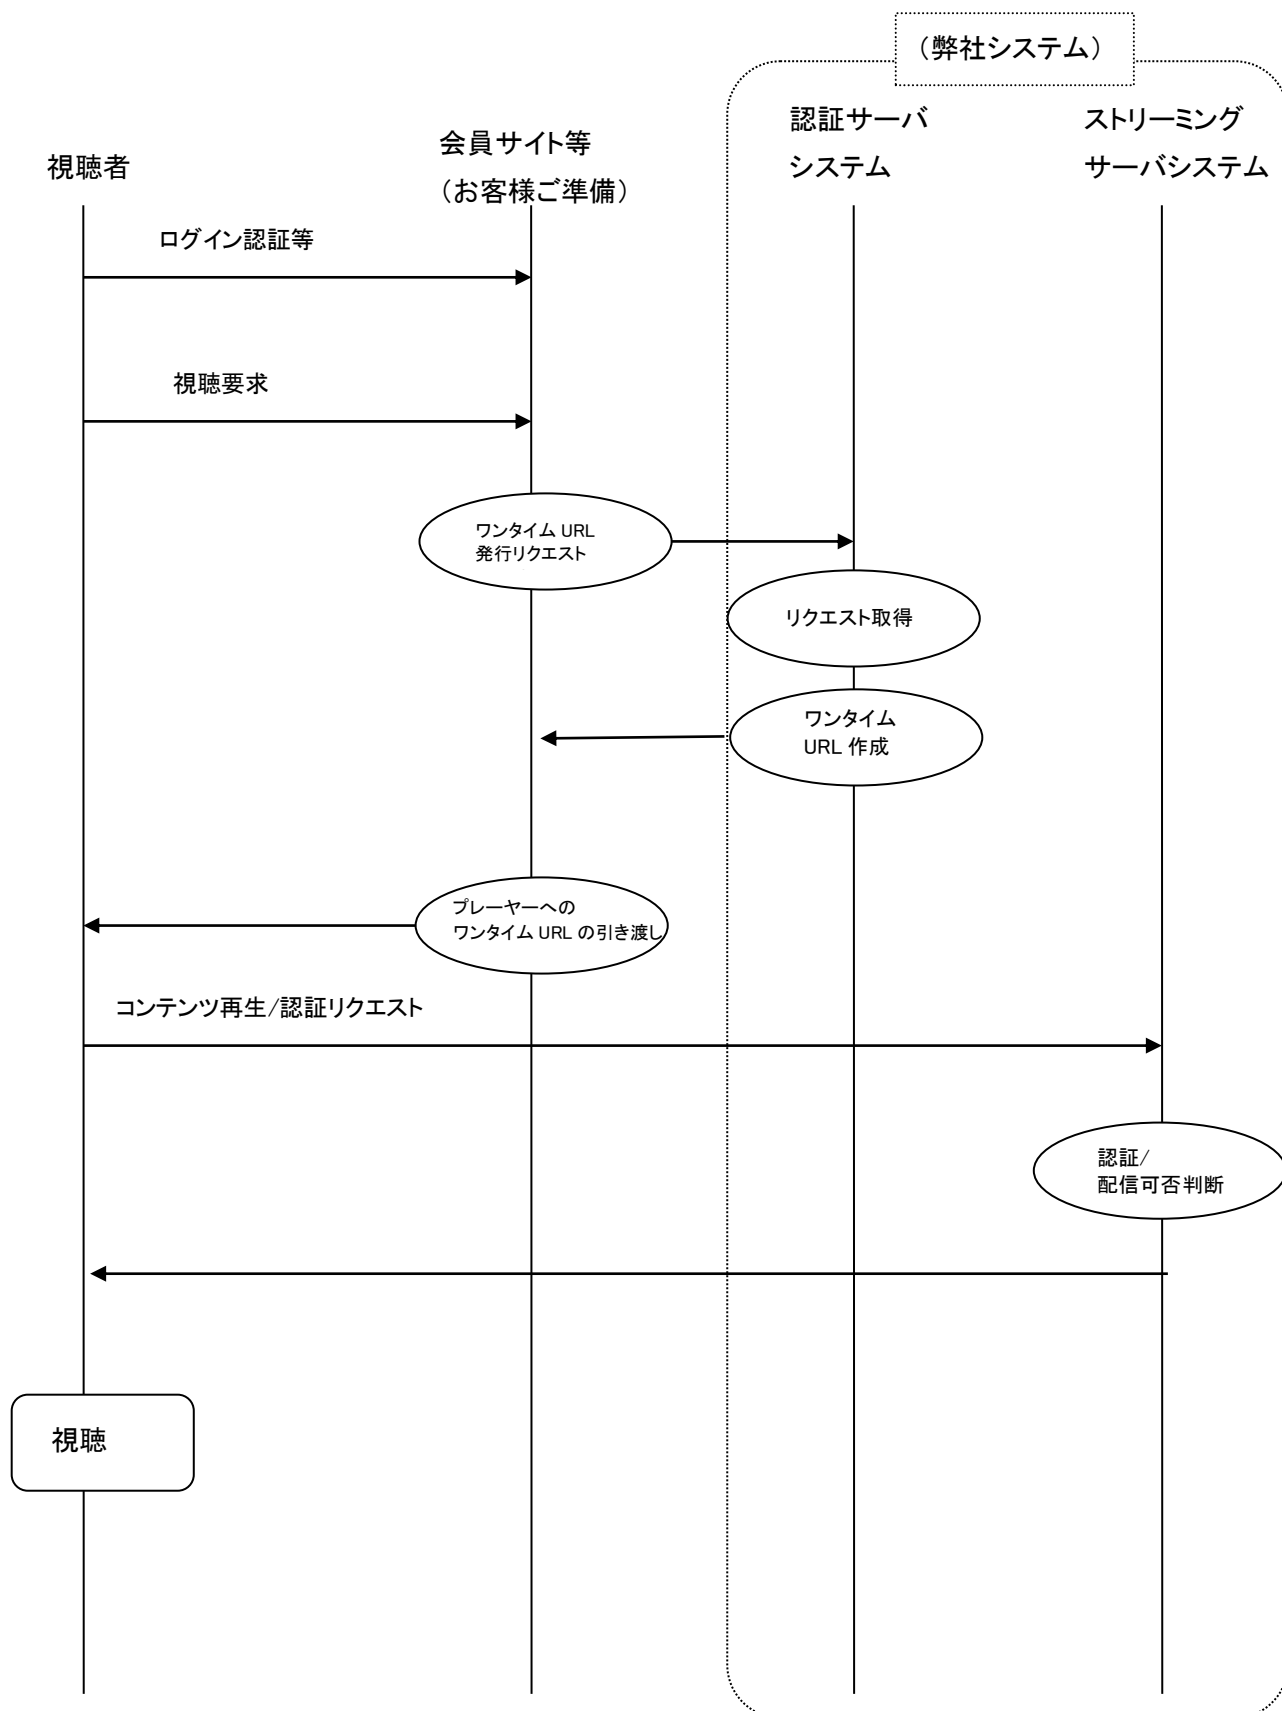 （弊社システム）
視聴者
会員サイト等
（お客様ご準備）
認証サーバ
システム
ストリーミング
サーバシステム
ログイン認証等
視聴要求
ワンタイム URL
発行リクエスト
リクエスト取得
ワンタイム
URL 作成
プレーヤーへの
ワンタイム URL の引き渡し
コンテンツ再生/認証リクエスト
認証/
配信可否判断
視聴